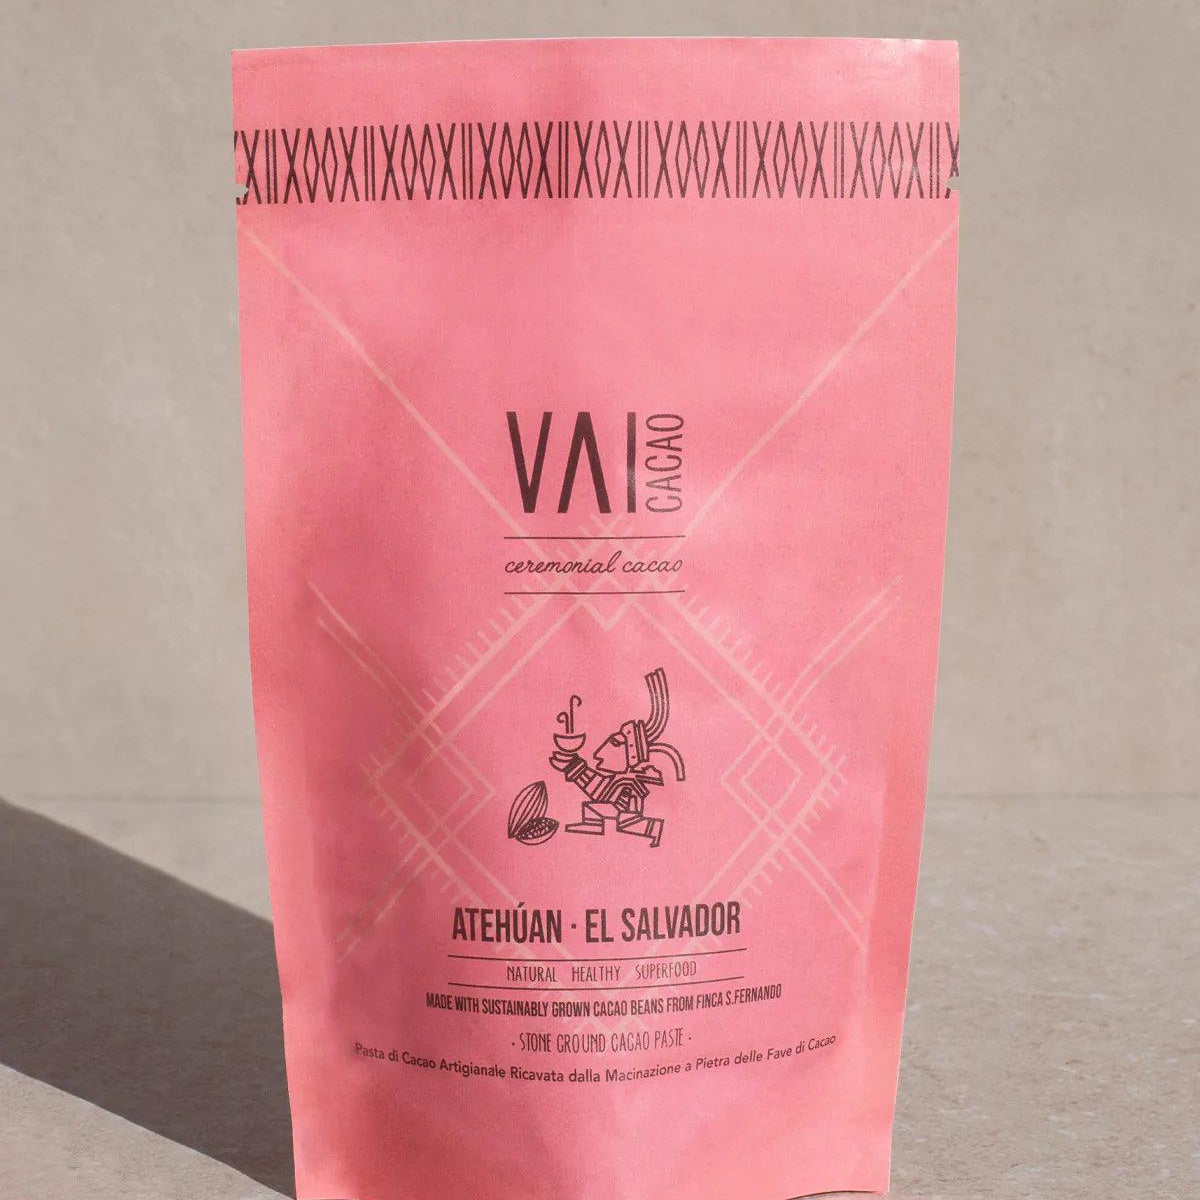 VAI CACAO
ceremonial cacao
ATEHÚAN · EL SALVADOR
NATURAL HEALTHY SUPERFOOD
MADE WITH SUSTAINABLY GROWN CACAO BEANS FROM FINCA S.FERNANDO
· STONE GROUND CACAO PASTE ·
Pasta di Cacao Artigianale Ricavata dalla Macinazione a Pietra delle Fave di Cacao